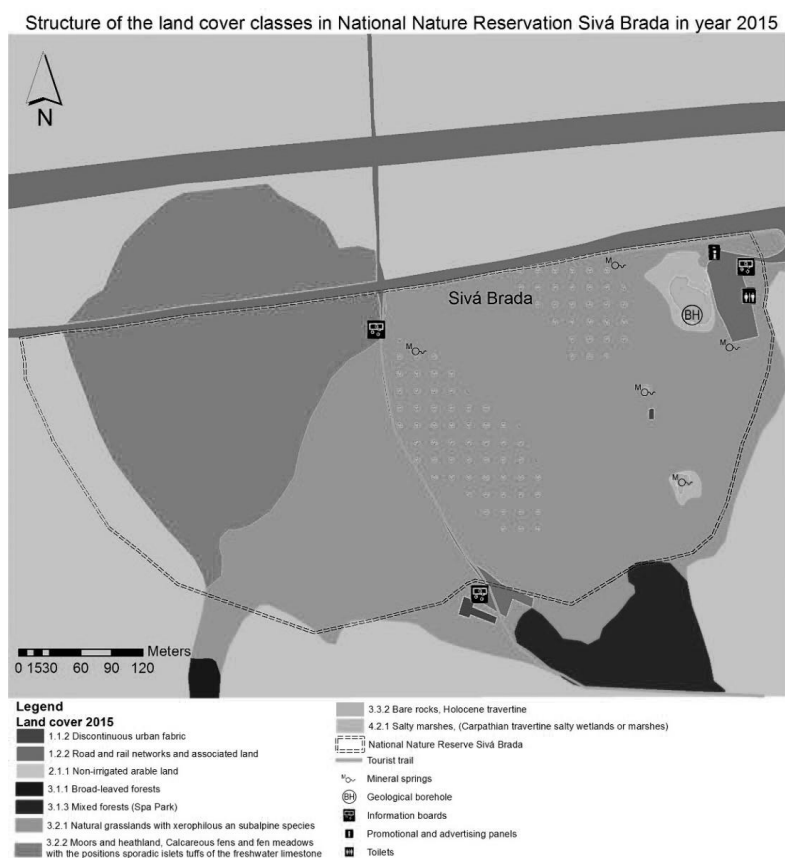 Structure of the land cover classes in National Nature Reservation Sivá Brada in year 2015
N
M
Sivá Brada
BH
M
M
M
M
Meters
0 1530 60 90 120
Legend
Land cover 2015
1.1.2 Discontinuous urban fabric
1.2.2 Road and rail networks and associated land
2.1.1 Non-irrigated arable land
3.1.1 Broad-leaved forests
3.1.3 Mixed forests (Spa Park)
3.2.1 Natural grasslands with xerophilous an subalpine species
3.2.2 Moors and heathland, Calcareous fens and fen meadows
with the positions sporadic islets tuffs of the freshwater limestone
3.3.2 Bare rocks, Holocene travertine
4.2.1 Salty marshes, (Carpathian travertine salty wetlands or marshes)
National Nature Reserve Sivá Brada
Tourist trail
M Mineral springs
BH Geological borehole
Information boards
Promotional and advertising panels
Toilets